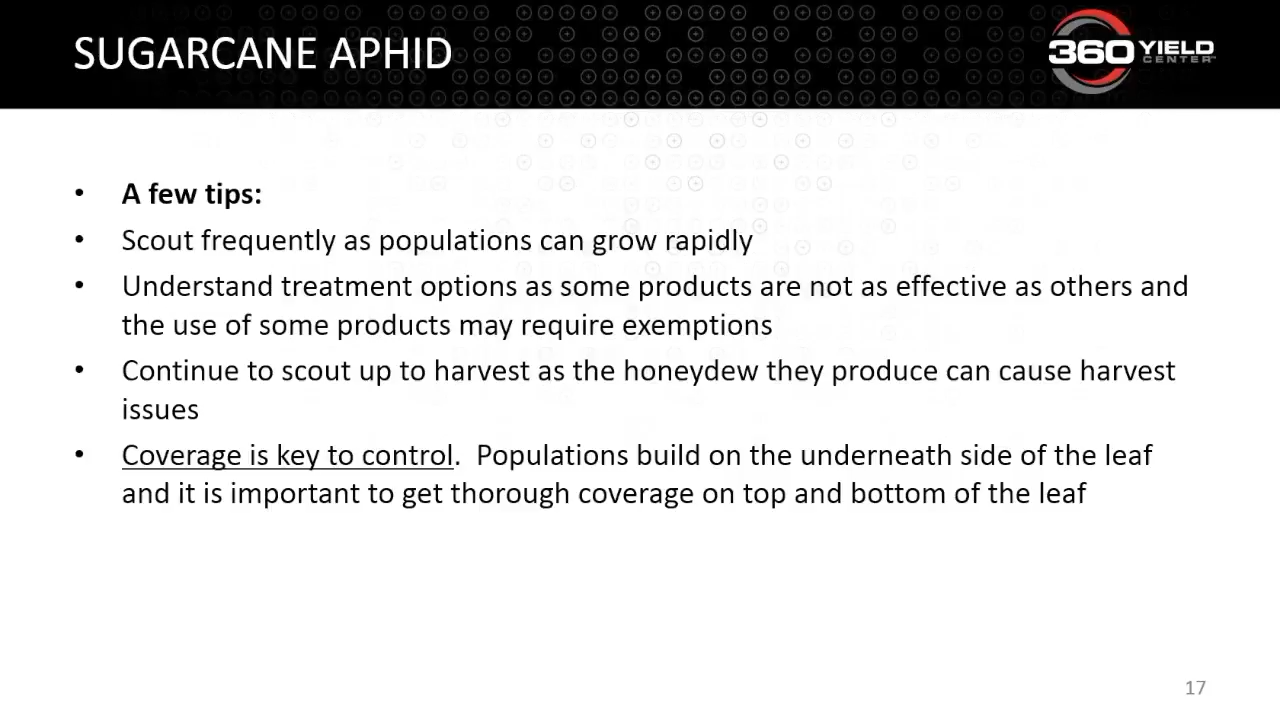 SUGARCANE APHID
360 YIELD
CENTER
• A few tips:
• Scout frequently as populations can grow rapidly
• Understand treatment options as some products are not as effective as others and
the use of some products may require exemptions
• Continue to scout up to harvest as the honeydew they produce can cause harvest
issues
• Coverage is key to control.  Populations build on the underneath side of the leaf
and it is important to get thorough coverage on top and bottom of the leaf
17